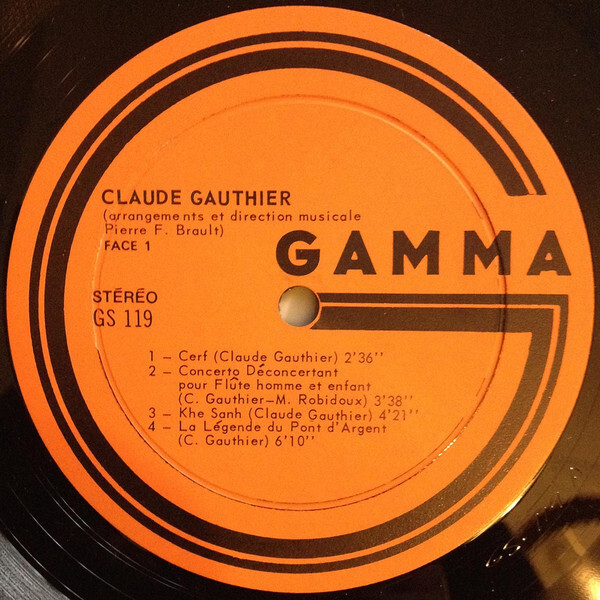 CLAUDE GAUTHIER
(arrangements et direction musicale
Pierre F. Brault)
FACE 1
GAMMA
STÉRÉO
GS 119
1 – Cerf (Claude Gauthier) 2'36''
2 – Concerto Déconcertant
pour Flûte homme et enfant
(C. Gauthier–M. Robidoux) 3'38''
3 – Khe Sanh (Claude Gauthier) 4'21''
4 – La Légende du Pont d'Argent
(C. Gauthier) 6'10''